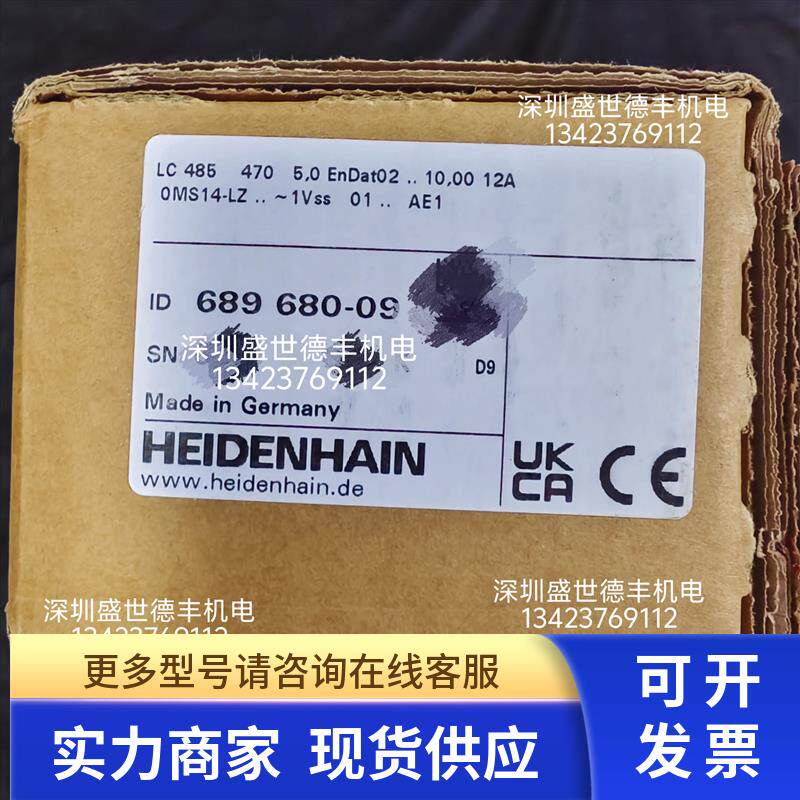 深圳盛世德丰机电
13423769112
LC 485 470 5,0 EnDat02 .. 10,00 12A
0MS14-LZ .. ~1Vss 01 .. AE1
ID 689 680-09
SN
深圳盛世德丰机电
13423769112
D9
Made in Germany
HEIDENHAIN
www.heidenhain.de
UK
CA CE
深圳盛世德丰机电
13423769112
深圳盛世德丰机电
13423769112
更多型号请咨询在线客服
实力商家 现货供应
可开
发票